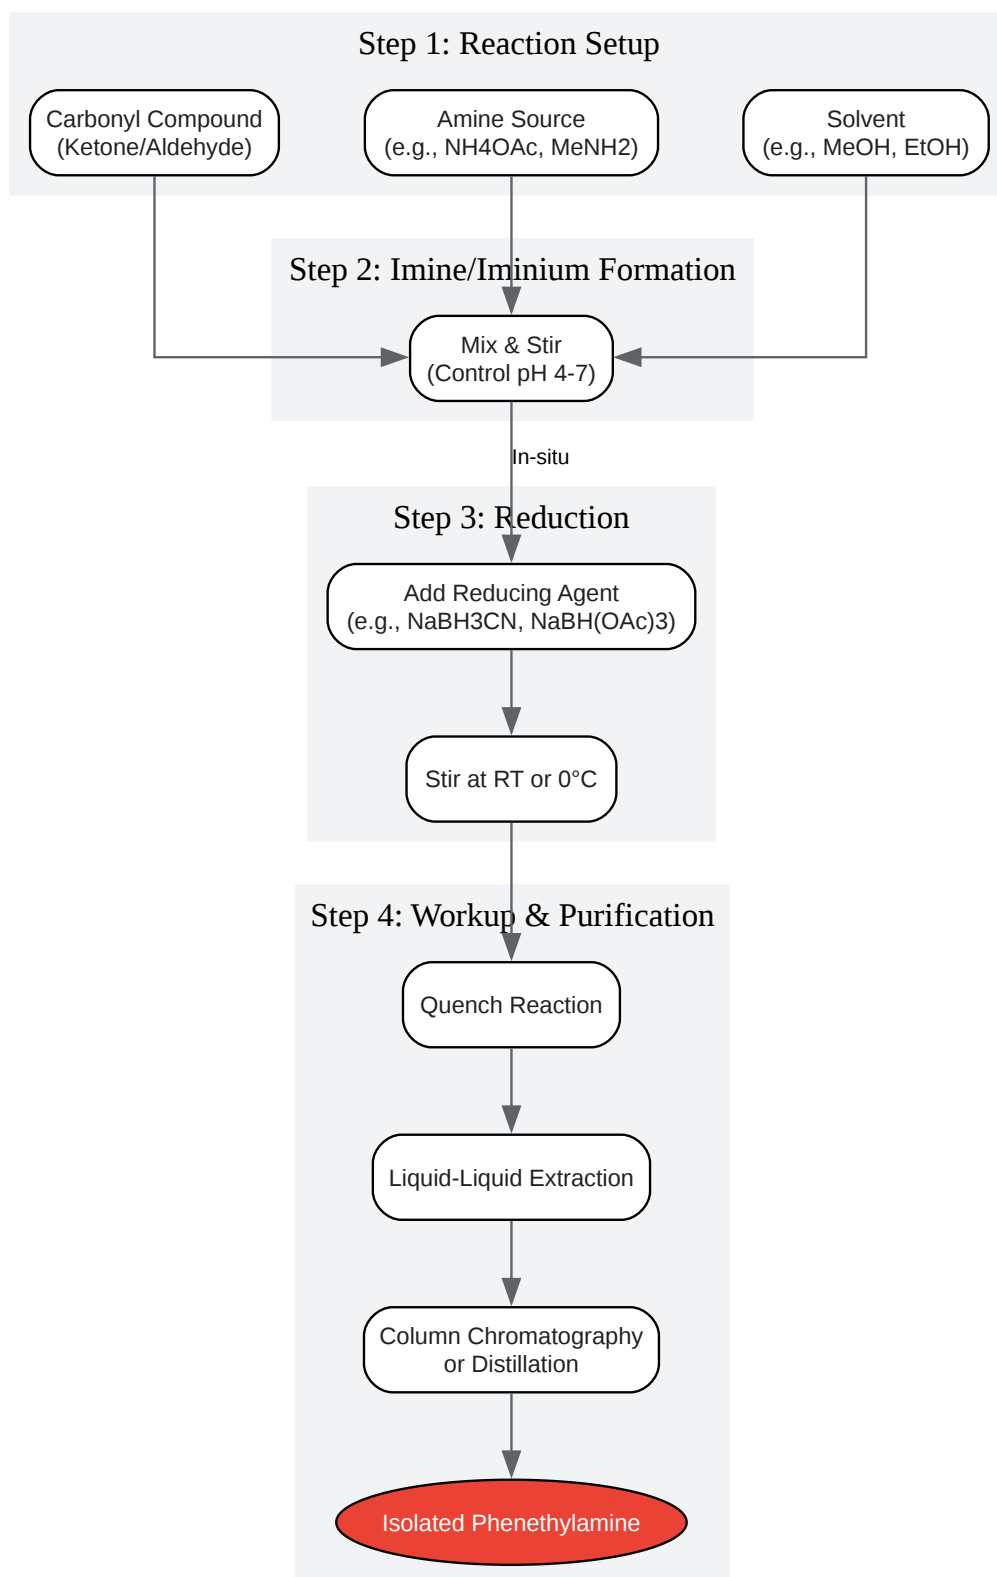 Step 1: Reaction Setup
Carbonyl Compound
(Ketone/Aldehyde)
Amine Source
(e.g., NH4OAc, MeNH2)
Solvent
(e.g., MeOH, EtOH)
Step 2: Imine/Iminium Formation
Mix & Stir
(Control pH 4-7)
In-situ
Step 3: Reduction
Add Reducing Agent
(e.g., NaBH3CN, NaBH(OAc)3)
Stir at RT or 0°C
Step 4: Workup & Purification
Quench Reaction
Liquid-Liquid Extraction
Column Chromatography
or Distillation
Isolated Phenethylamine